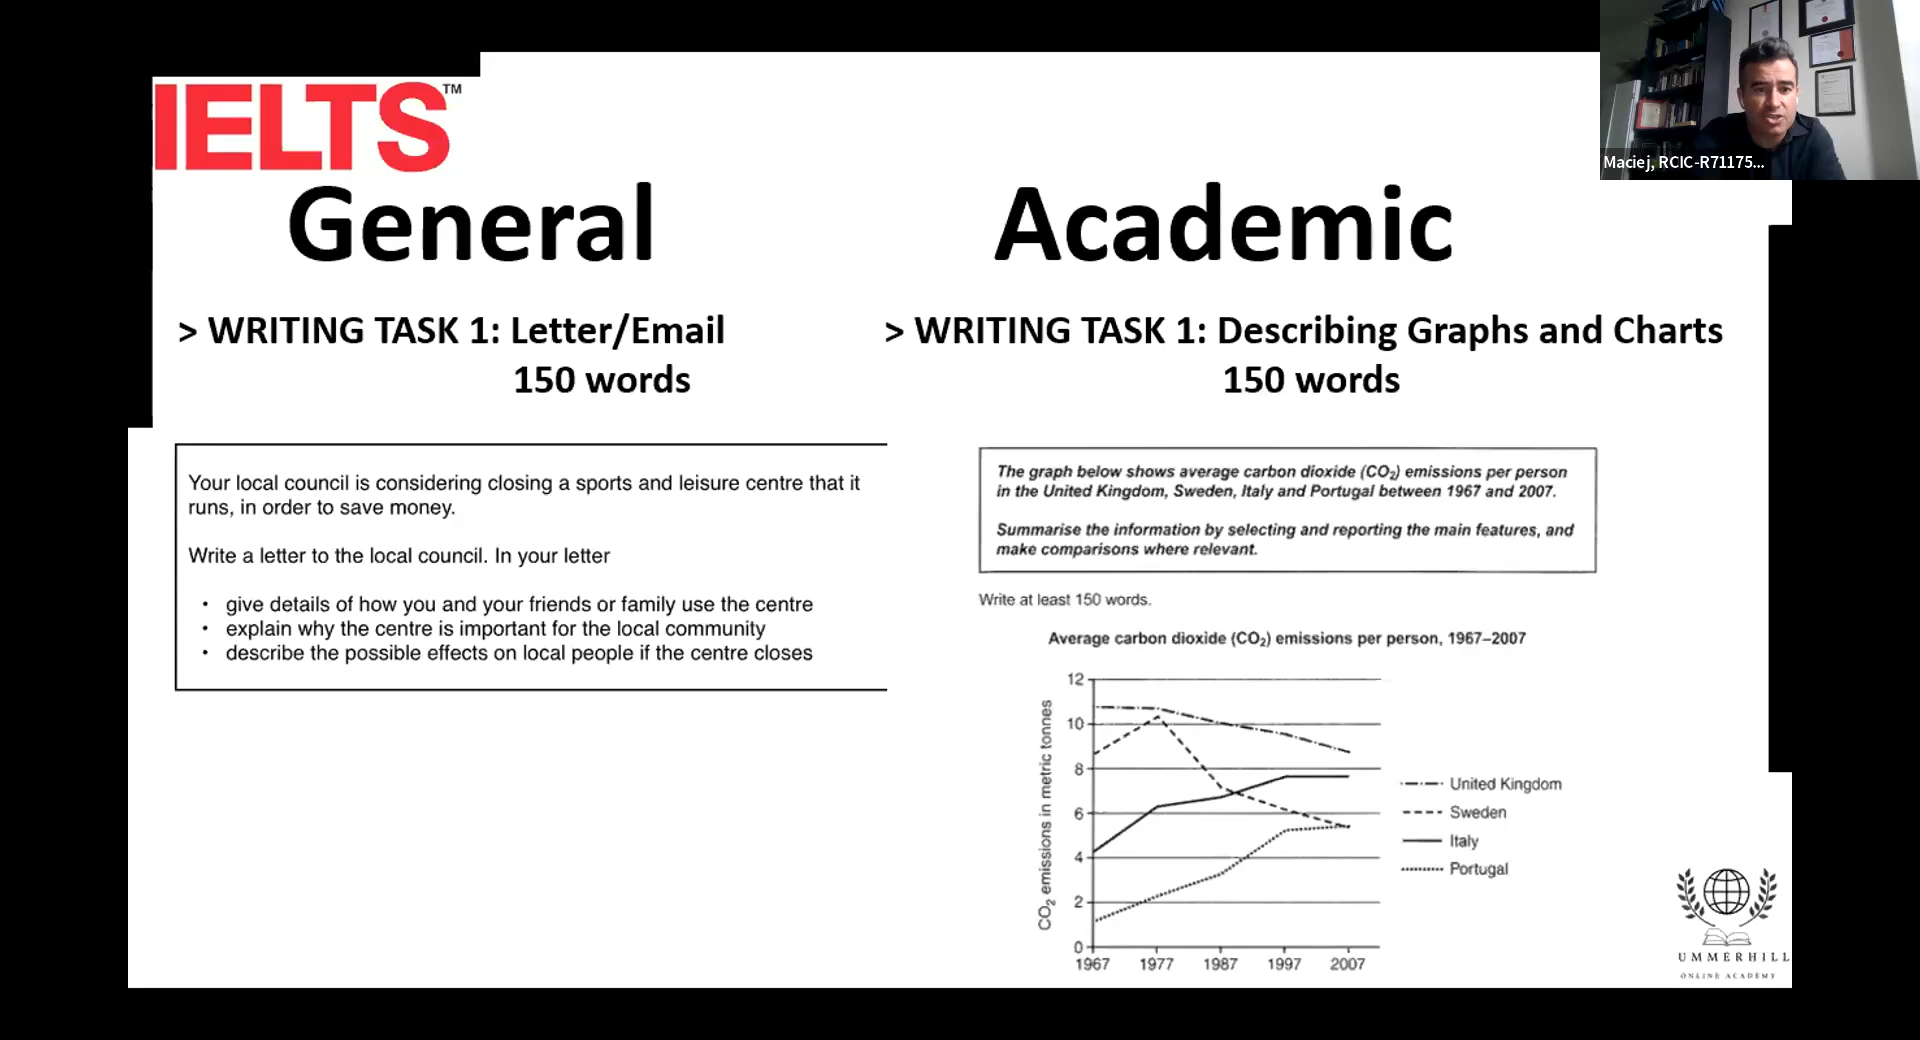 IELTS™
General
> WRITING TASK 1: Letter/Email
150 words
Your local council is considering closing a sports and leisure centre that it
runs, in order to save money.
Write a letter to the local council. In your letter
• give details of how you and your friends or family use the centre
• explain why the centre is important for the local community
• describe the possible effects on local people if the centre closes
Academic
> WRITING TASK 1: Describing Graphs and Charts
150 words
The graph below shows average carbon dioxide (CO₂) emissions per person
in the United Kingdom, Sweden, Italy and Portugal between 1967 and 2007.
Summarise the information by selecting and reporting the main features, and
make comparisons where relevant.
Write at least 150 words.
Average carbon dioxide (CO₂) emissions per person, 1967–2007
CO₂ emissions in metric tonnes
12
10
8
6
4
2
0
1967 1977 1987 1997 2007
United Kingdom
Sweden
Italy
Portugal
UMMERHILL
ONLINE ACADEMY
Maciej, RCIC-R71175...